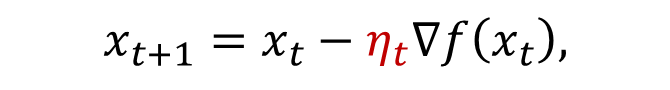 x_{t+1} = x_t − η_t∇f(x_t),